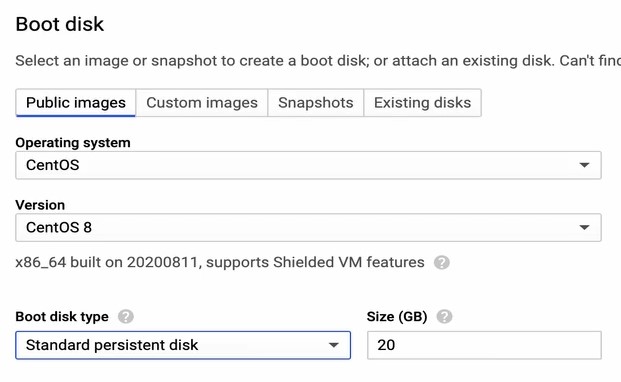 Boot disk
Select an image or snapshot to create a boot disk; or attach an existing disk. Can't find
Public images Custom images Snapshots Existing disks
Operating system
CentOS
Version
CentOS 8
x86_64 built on 20200811, supports Shielded VM features ?
Boot disk type ? Size (GB) ?
Standard persistent disk 20